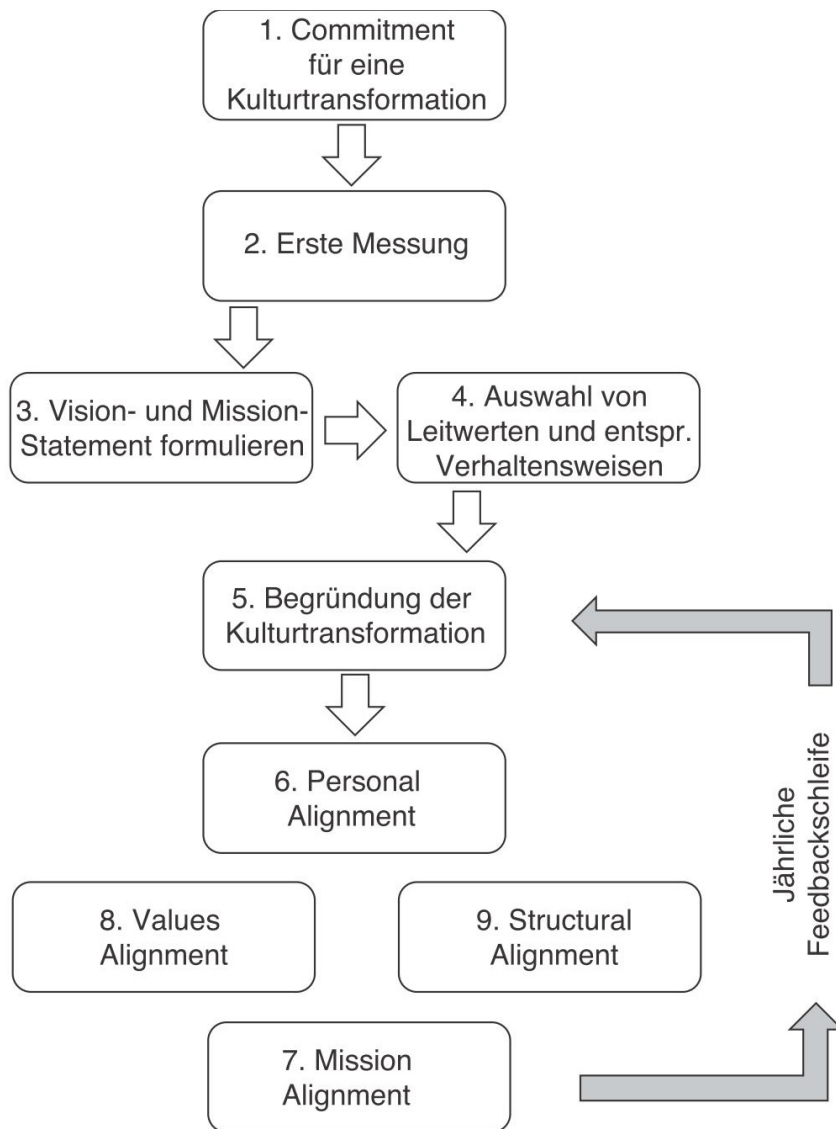 1. Commitment
für eine
Kulturtransformation
2. Erste Messung
3. Vision- und Mission-
Statement formulieren
4. Auswahl von
Leitwerten und entspr.
Verhaltensweisen
5. Begründung der
Kulturtransformation
6. Personal
Alignment
8. Values
Alignment
9. Structural
Alignment
7. Mission
Alignment
Jährliche
Feedbackschleife